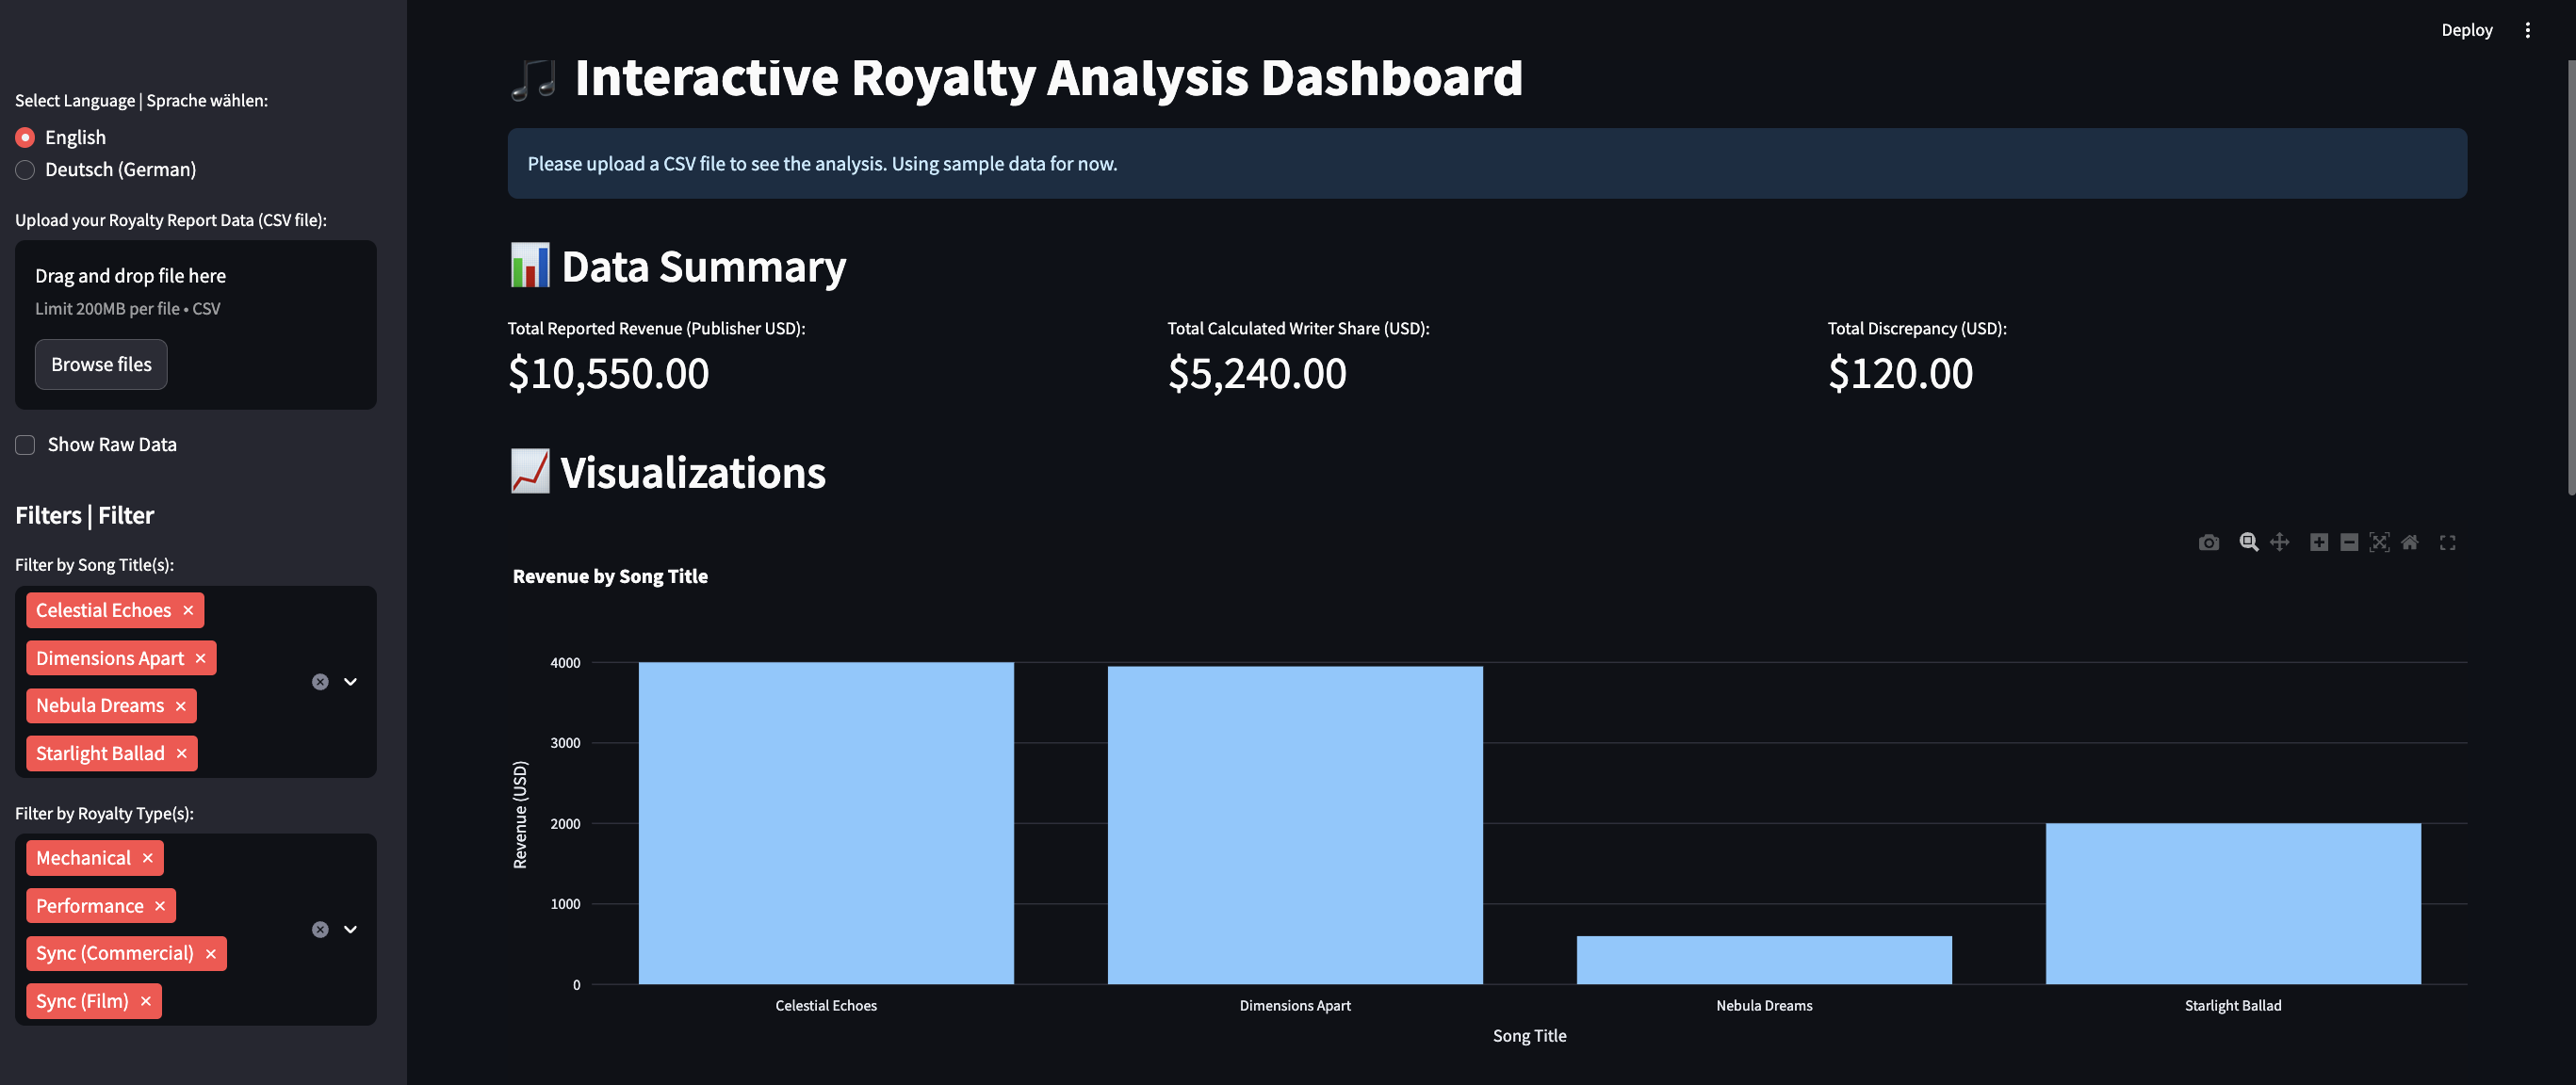 Deploy
Select Language | Sprache wählen:
English
Deutsch (German)
Upload your Royalty Report Data (CSV file):
Drag and drop file here
Limit 200MB per file • CSV
Browse files
Show Raw Data
Filters | Filter
Filter by Song Title(s):
Celestial Echoes ×
Dimensions Apart ×
Nebula Dreams ×
Starlight Ballad ×
Filter by Royalty Type(s):
Mechanical ×
Performance ×
Sync (Commercial) ×
Sync (Film) ×
Interactive Royalty Analysis Dashboard
Please upload a CSV file to see the analysis. Using sample data for now.
Data Summary
Total Reported Revenue (Publisher USD):
$10,550.00
Total Calculated Writer Share (USD):
$5,240.00
Total Discrepancy (USD):
$120.00
Visualizations
Revenue by Song Title
Revenue (USD)
4000
3000
2000
1000
0
Celestial Echoes
Dimensions Apart
Nebula Dreams
Starlight Ballad
Song Title